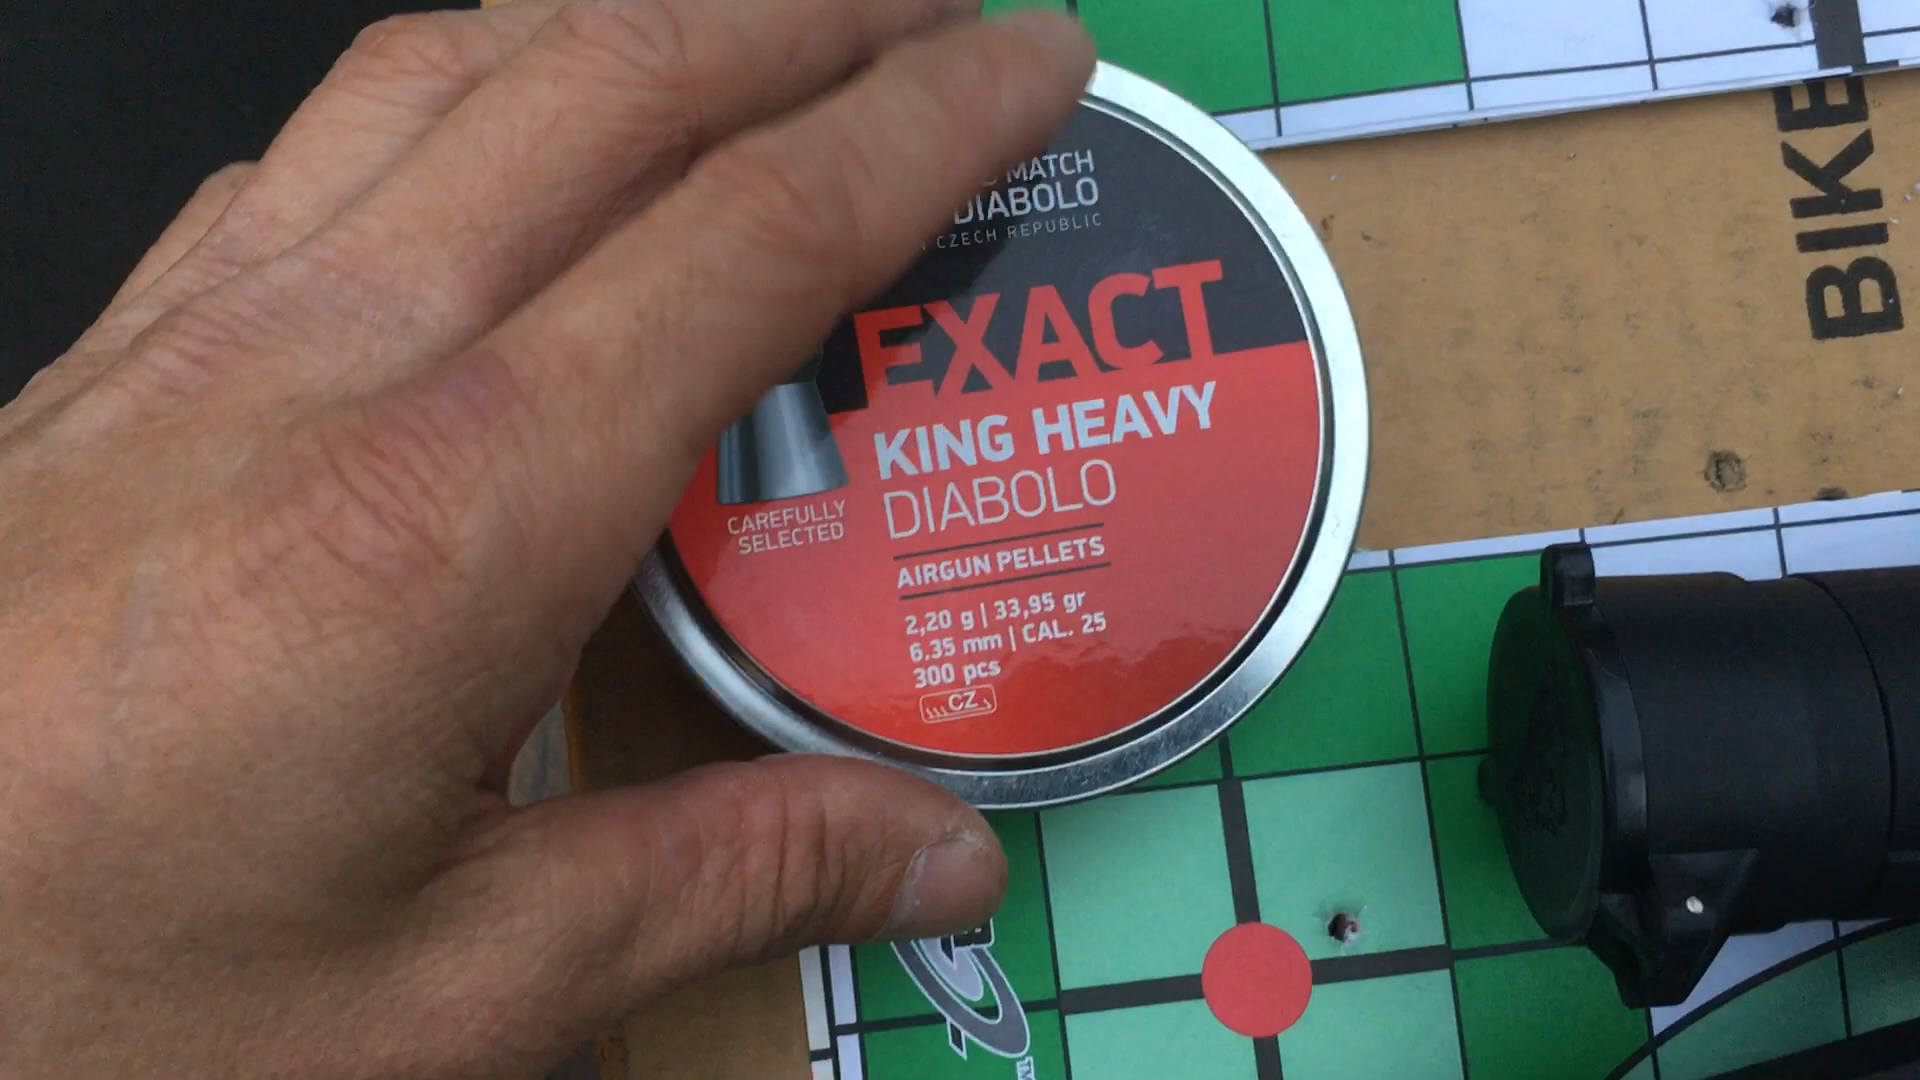 MATCH
DIABOLO
CZECH REPUBLIC
EXACT
KING HEAVY
DIABOLO
CAREFULLY
SELECTED
AIRGUN PELLETS
2,20 g | 33,95 gr
6.35 mm | CAL. 25
300 pcs
CZ
BIKE
TM